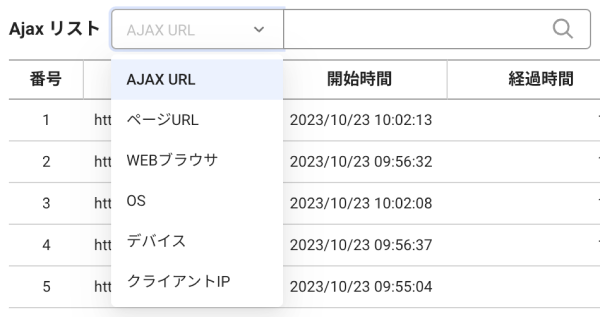 Ajax リスト AJAX URL
番号 開始時間 経過時間
AJAX URL
1 htt 2023/10/23 10:02:13
ページURL
2 htt 2023/10/23 09:56:32
WEBブラウサ
3 htt 2023/10/23 10:02:08
OS
4 htt 2023/10/23 09:56:37
デバイス
5 htt 2023/10/23 09:55:04
クライアントIP